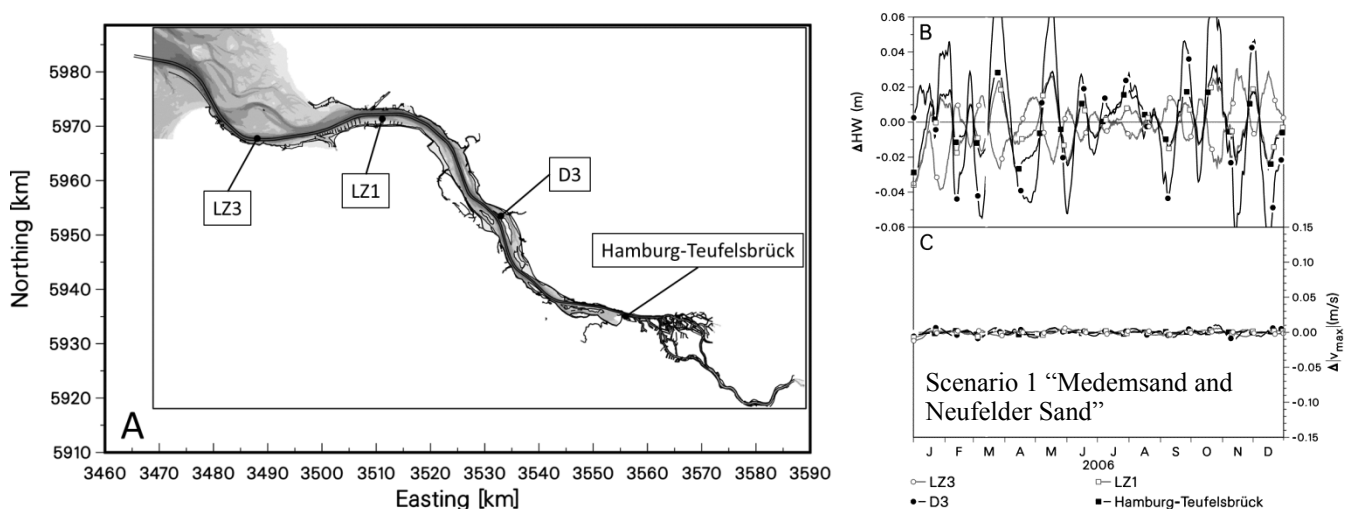 5980
5970
5960
5950
5940
5930
5920
5910
Northing [km]
LZ3
LZ1
D3
Hamburg-Teufelsbrück
A
3460 3470 3480 3490 3500 3510 3520 3530 3540 3550 3560 3570 3580 3590
Easting [km]
B
0.06
0.04
0.02
0.00
-0.02
-0.04
-0.06
ΔHW (m)
C
0.15
0.10
0.05
0.00
-0.05
-0.10
-0.15
Δ|vmax|(m/s)
Scenario 1 “Medemsand and
Neufelder Sand”
J F M A M J J A S O N D
2006
LZ3 LZ1
D3 Hamburg-Teufelsbrück